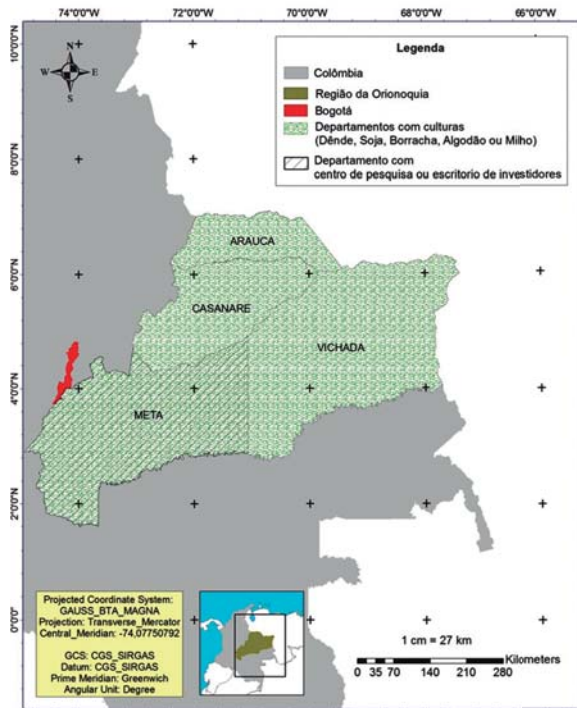 74°0'0"O 72°0'0"O 70°0'0"O 68°0'0"O 66°0'0"O
10°0'0"N
8°0'0"N
6°0'0"N
4°0'0"N
2°0'0"N
0°0'0"
N
W E
S
Legenda
Colômbia
Região da Orionoquia
Bogotá
Departamentos com culturas
(Dênde, Soja, Borracha, Algodão ou Milho)
Departamento com
centro de pesquisa ou escritorio de investidores
ARAUCA
CASANARE
VICHADA
META
Projected Coordinate System:
GAUSS_BTA_MAGNA
Projection: Transverse_Mercator
Central_Meridian: -74,07750792
GCS: CGS_SIRGAS
Datum: CGS_SIRGAS
Prime Meridian: Greenwich
Angular Unit: Degree
1 cm = 27 km
Kilometers
0 35 70 140 210 280